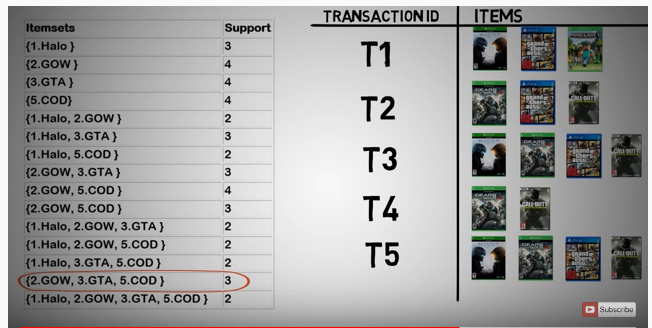 Itemsets Support
{1.Halo } 3
{2.GOW } 4
{3.GTA } 4
{5.COD} 4
{1.Halo, 2.GOW } 2
{1.Halo, 3.GTA } 3
{1.Halo, 5.COD } 2
{2.GOW, 3.GTA } 3
{2.GOW, 5.COD } 4
{2.GOW, 5.COD } 3
{1.Halo, 2.GOW, 3.GTA } 2
{1.Halo, 2.GOW, 5.COD } 2
{1.Halo, 3.GTA, 5.COD } 2
{2.GOW, 3.GTA, 5.COD } 3
{1.Halo, 2.GOW, 3.GTA, 5.COD } 2
TRANSACTION ID ITEMS
T1
T2
T3
T4
T5
Subscribe